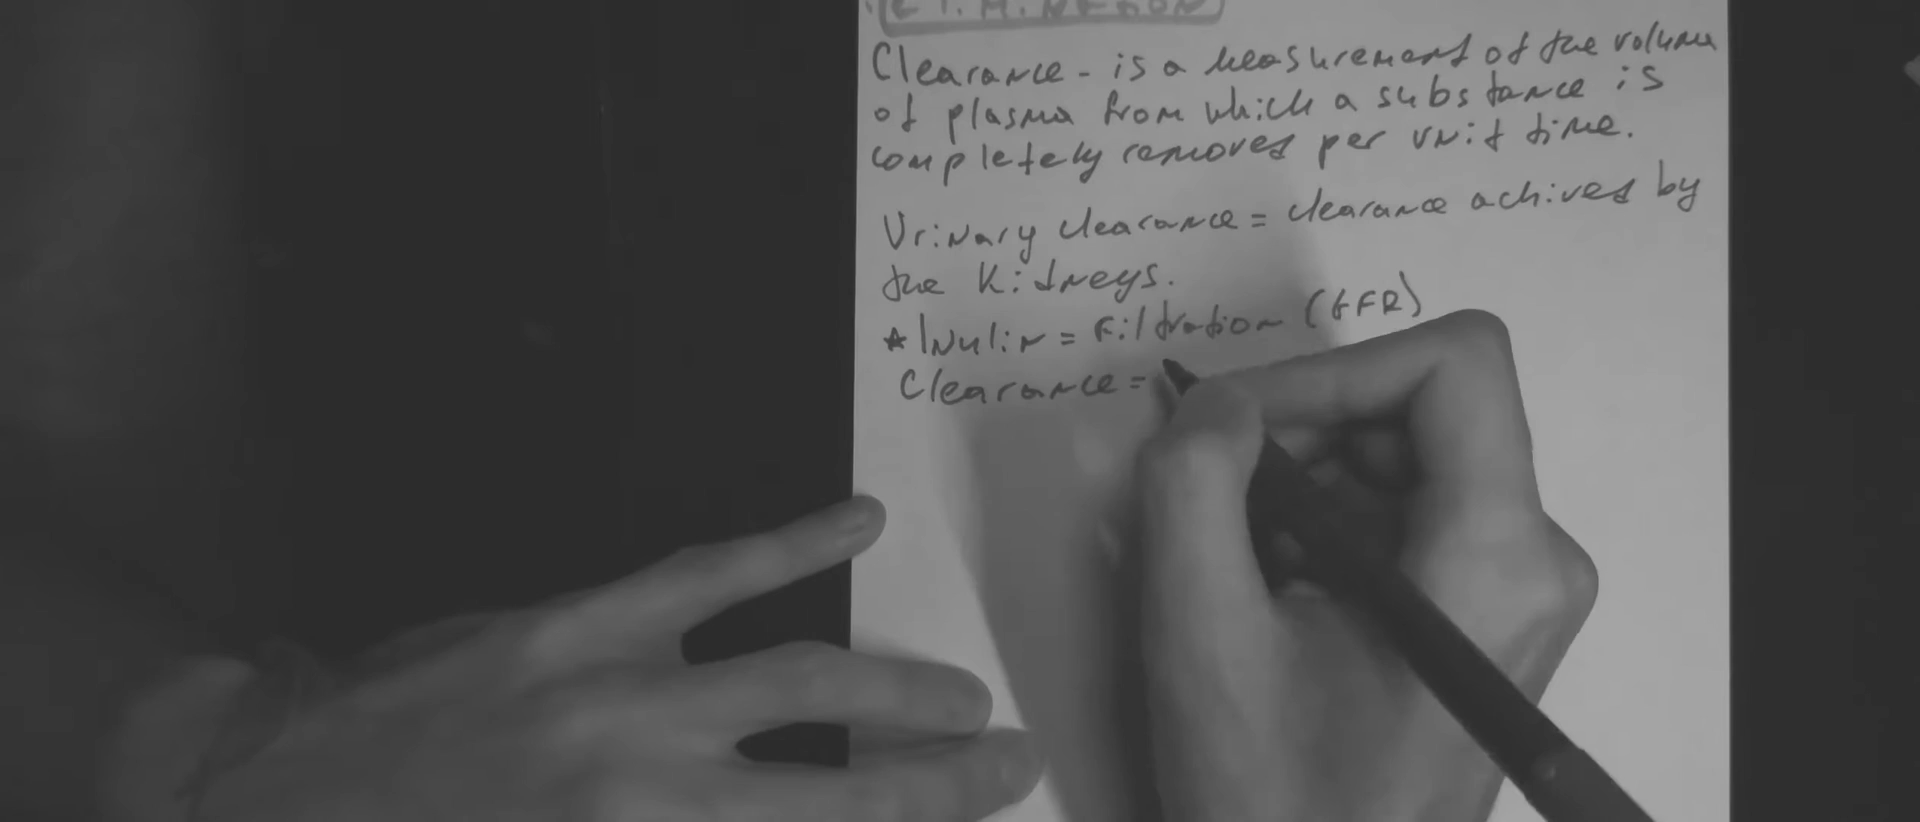 Clearance - is a measurement of the volume
of plasma from which a substance is
completely removed per unit time.
Urinary clearance = clearance achived by
the Kidneys.
* Inulin = Filtration (GFR)
Clearance =